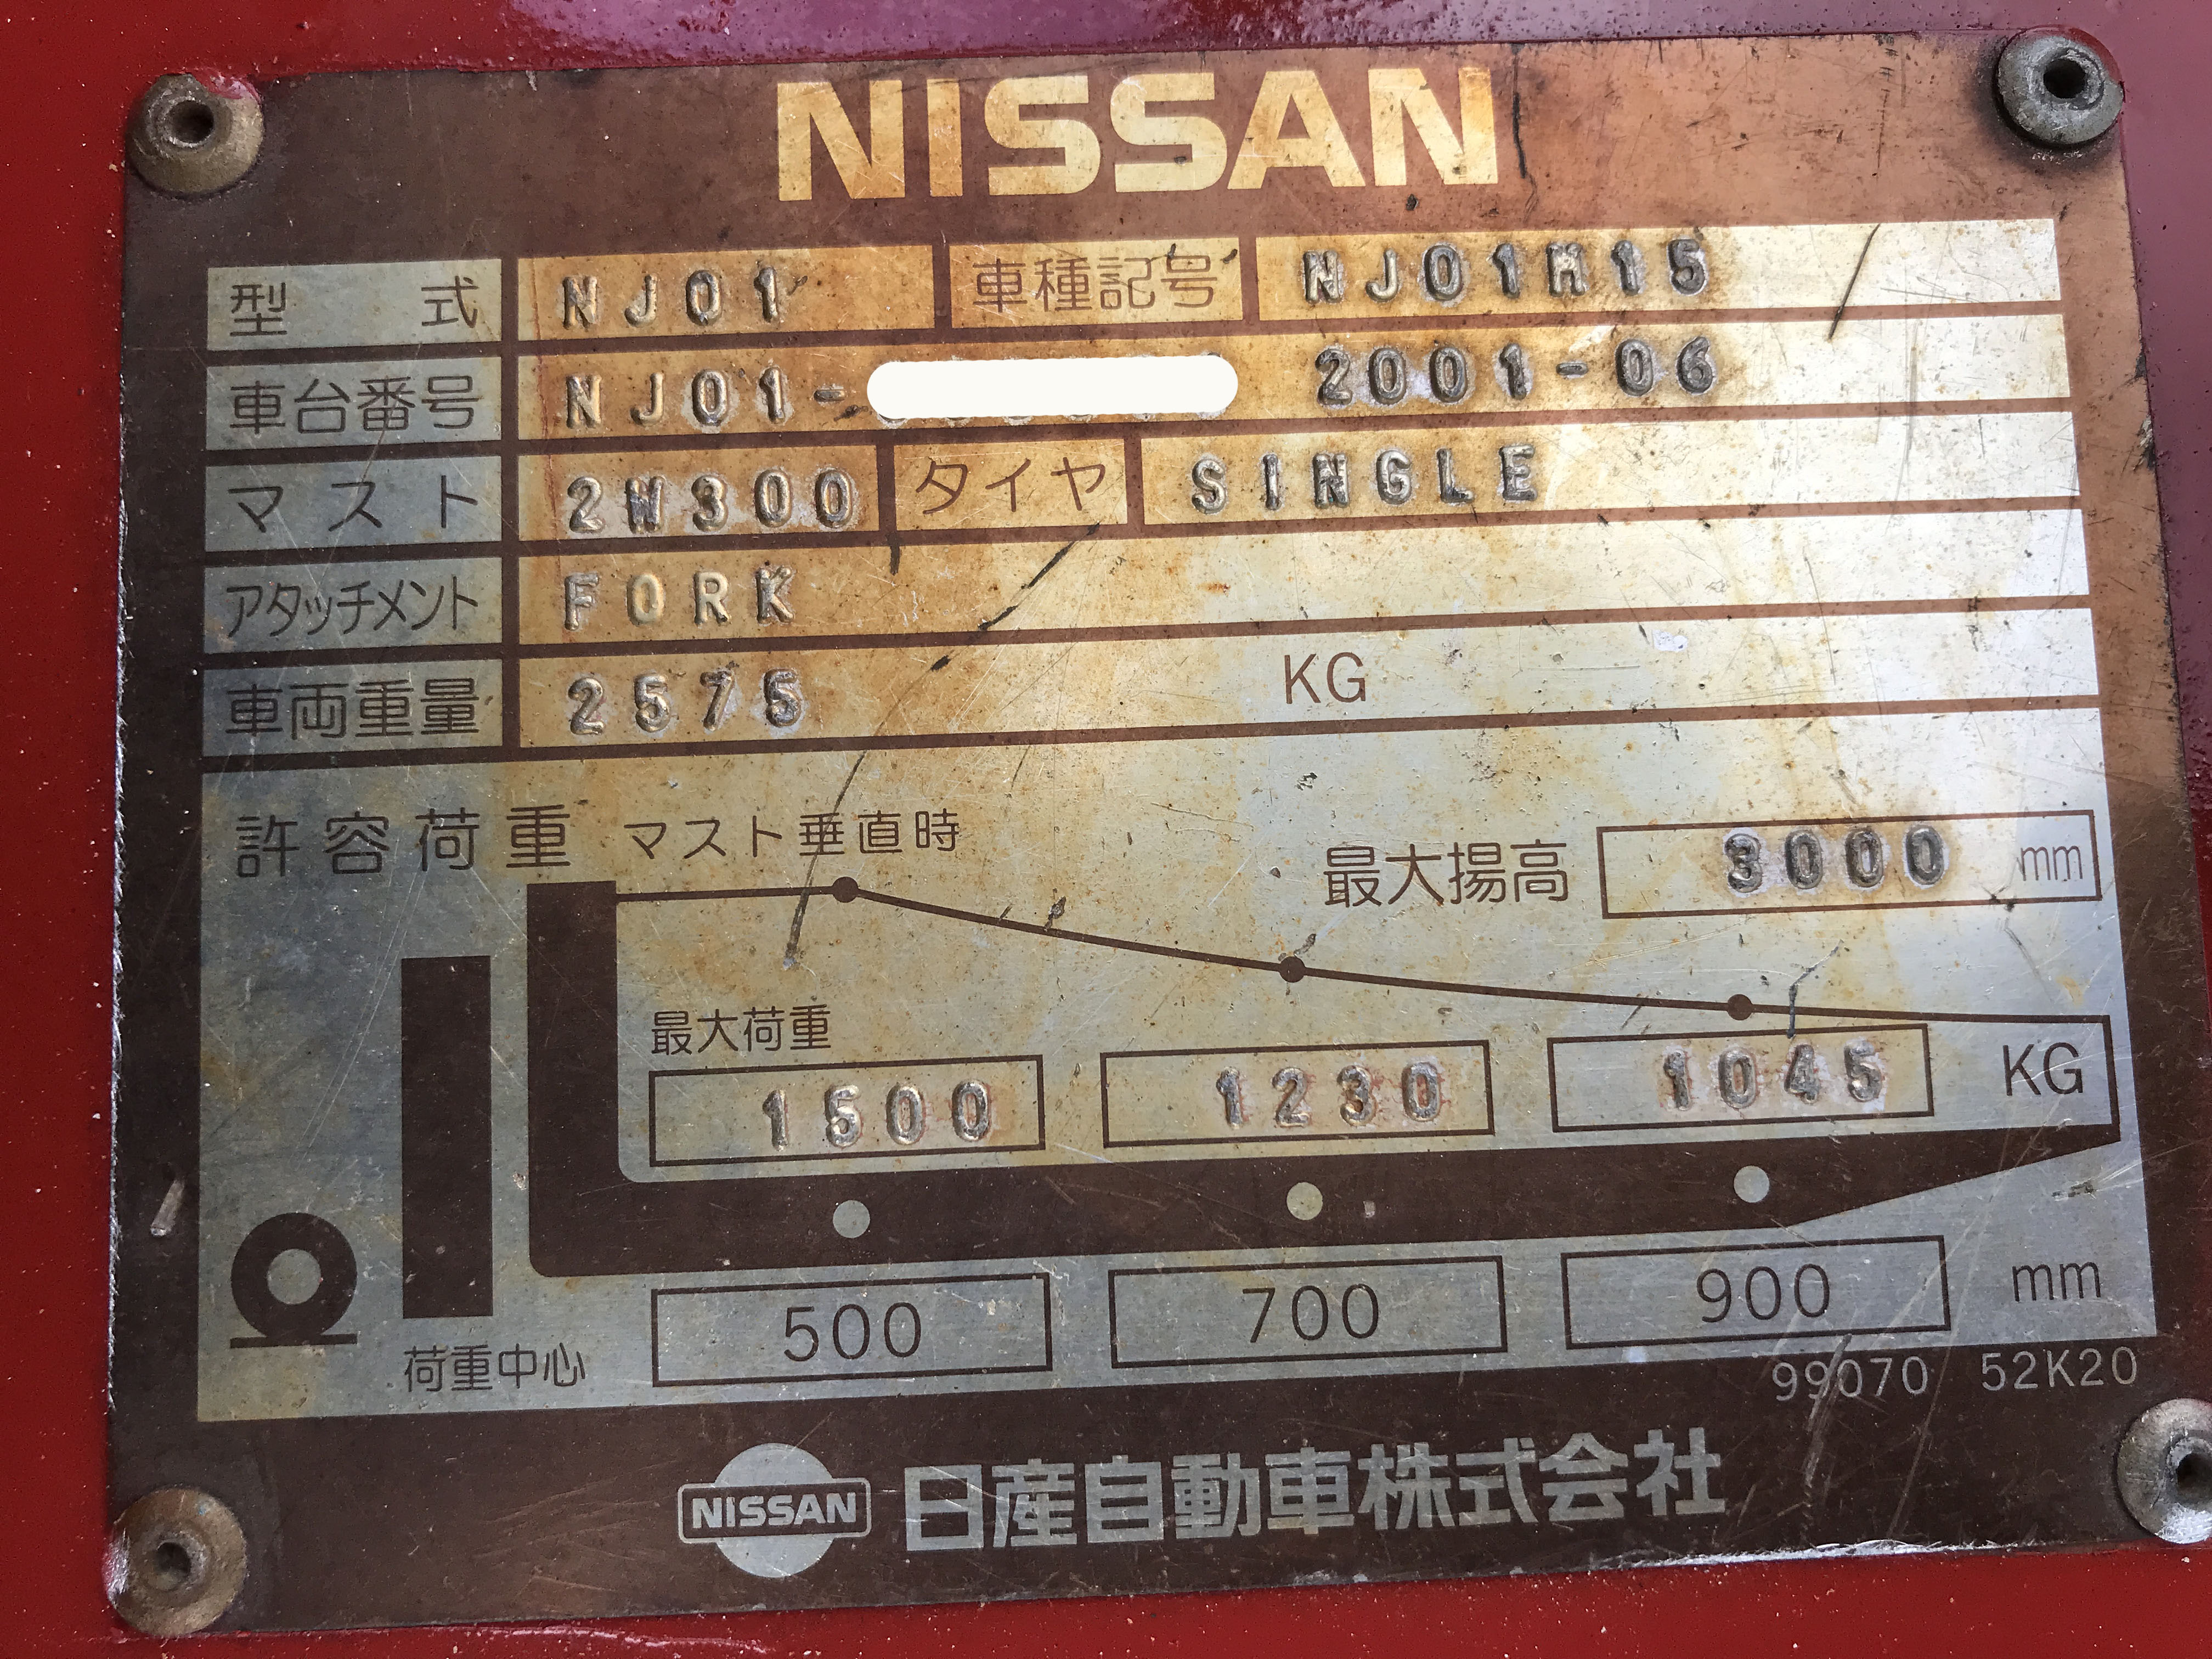 NISSAN
型式 NJ01 車種記号 NJ01M15
車台番号 NJ01- 2001-06
マスト 2W300 タイヤ SINGLE
アタッチメント FORK
車両重量 2575 KG
許容荷重 マスト垂直時
最大揚高 3000 mm
最大荷重
1500 1230 1045 KG
荷重中心 500 700 900 mm
99070 52K20
NISSAN 日産自動車株式会社